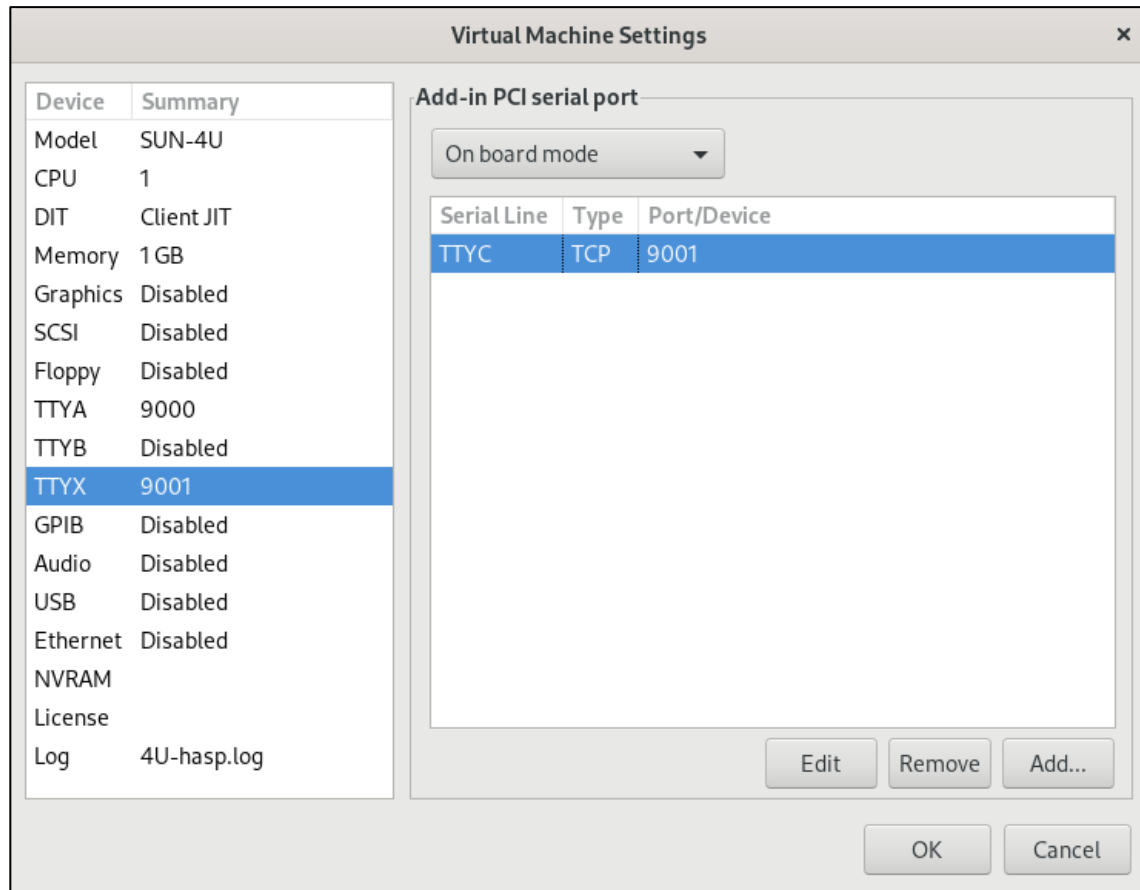 Virtual Machine Settings ×
Device Summary
Model SUN-4U
CPU 1
DIT Client JIT
Memory 1 GB
Graphics Disabled
SCSI Disabled
Floppy Disabled
TTYA 9000
TTYB Disabled
TTYX 9001
GPIB Disabled
Audio Disabled
USB Disabled
Ethernet Disabled
NVRAM
License
Log 4U-hasp.log
Add-in PCI serial port
On board mode
Serial Line Type Port/Device
TTYC TCP 9001
Edit Remove Add...
OK Cancel